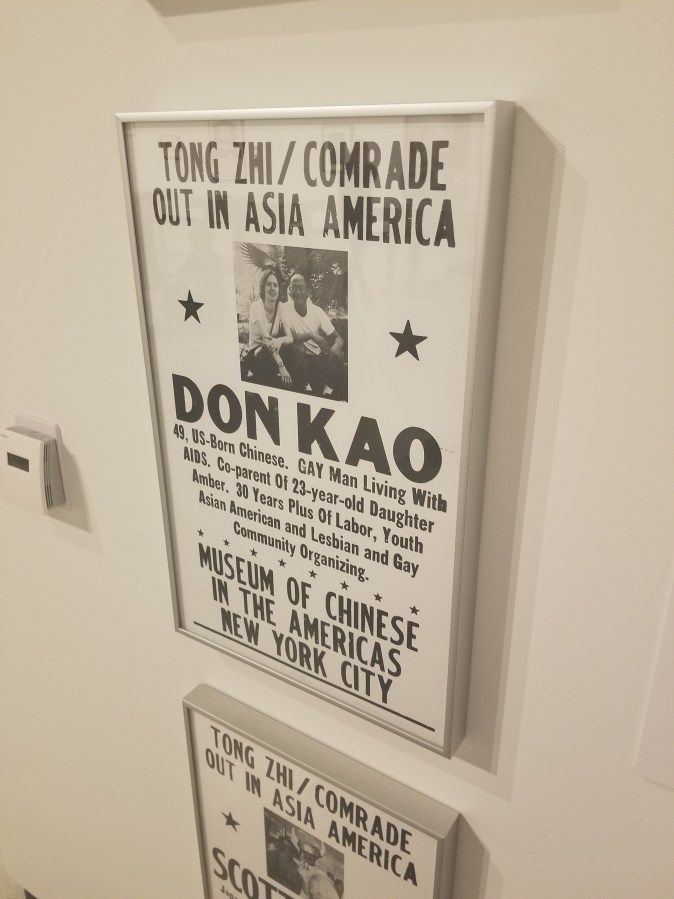 TONG ZHI/COMRADE
OUT IN ASIA AMERICA
DON KAO
49, US-Born Chinese. GAY Man Living With
AIDS. Co-parent Of 23-year-old Daughter
Amber. 30 Years Plus Of Labor, Youth
Asian American and Lesbian and Gay
Community Organizing.
MUSEUM OF CHINESE
IN THE AMERICAS
NEW YORK CITY
TONG ZHI/COMRADE
OUT IN ASIA AMERICA